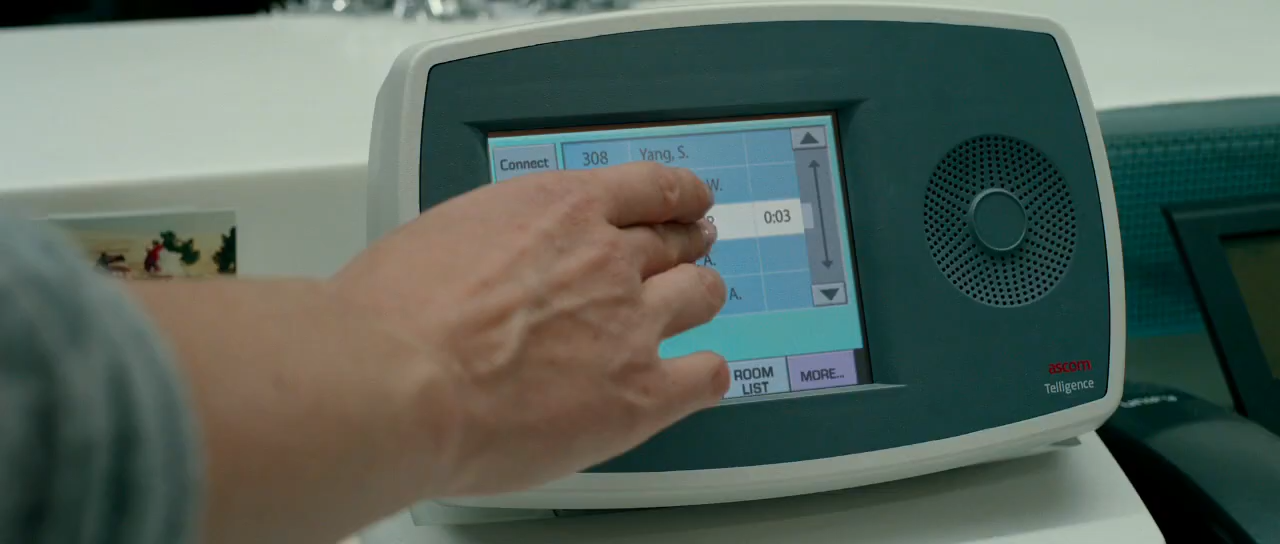 Connect
308 Yang, S.
W.
0:03
A.
A.
ROOM
LIST
MORE...
ascom
Telligence